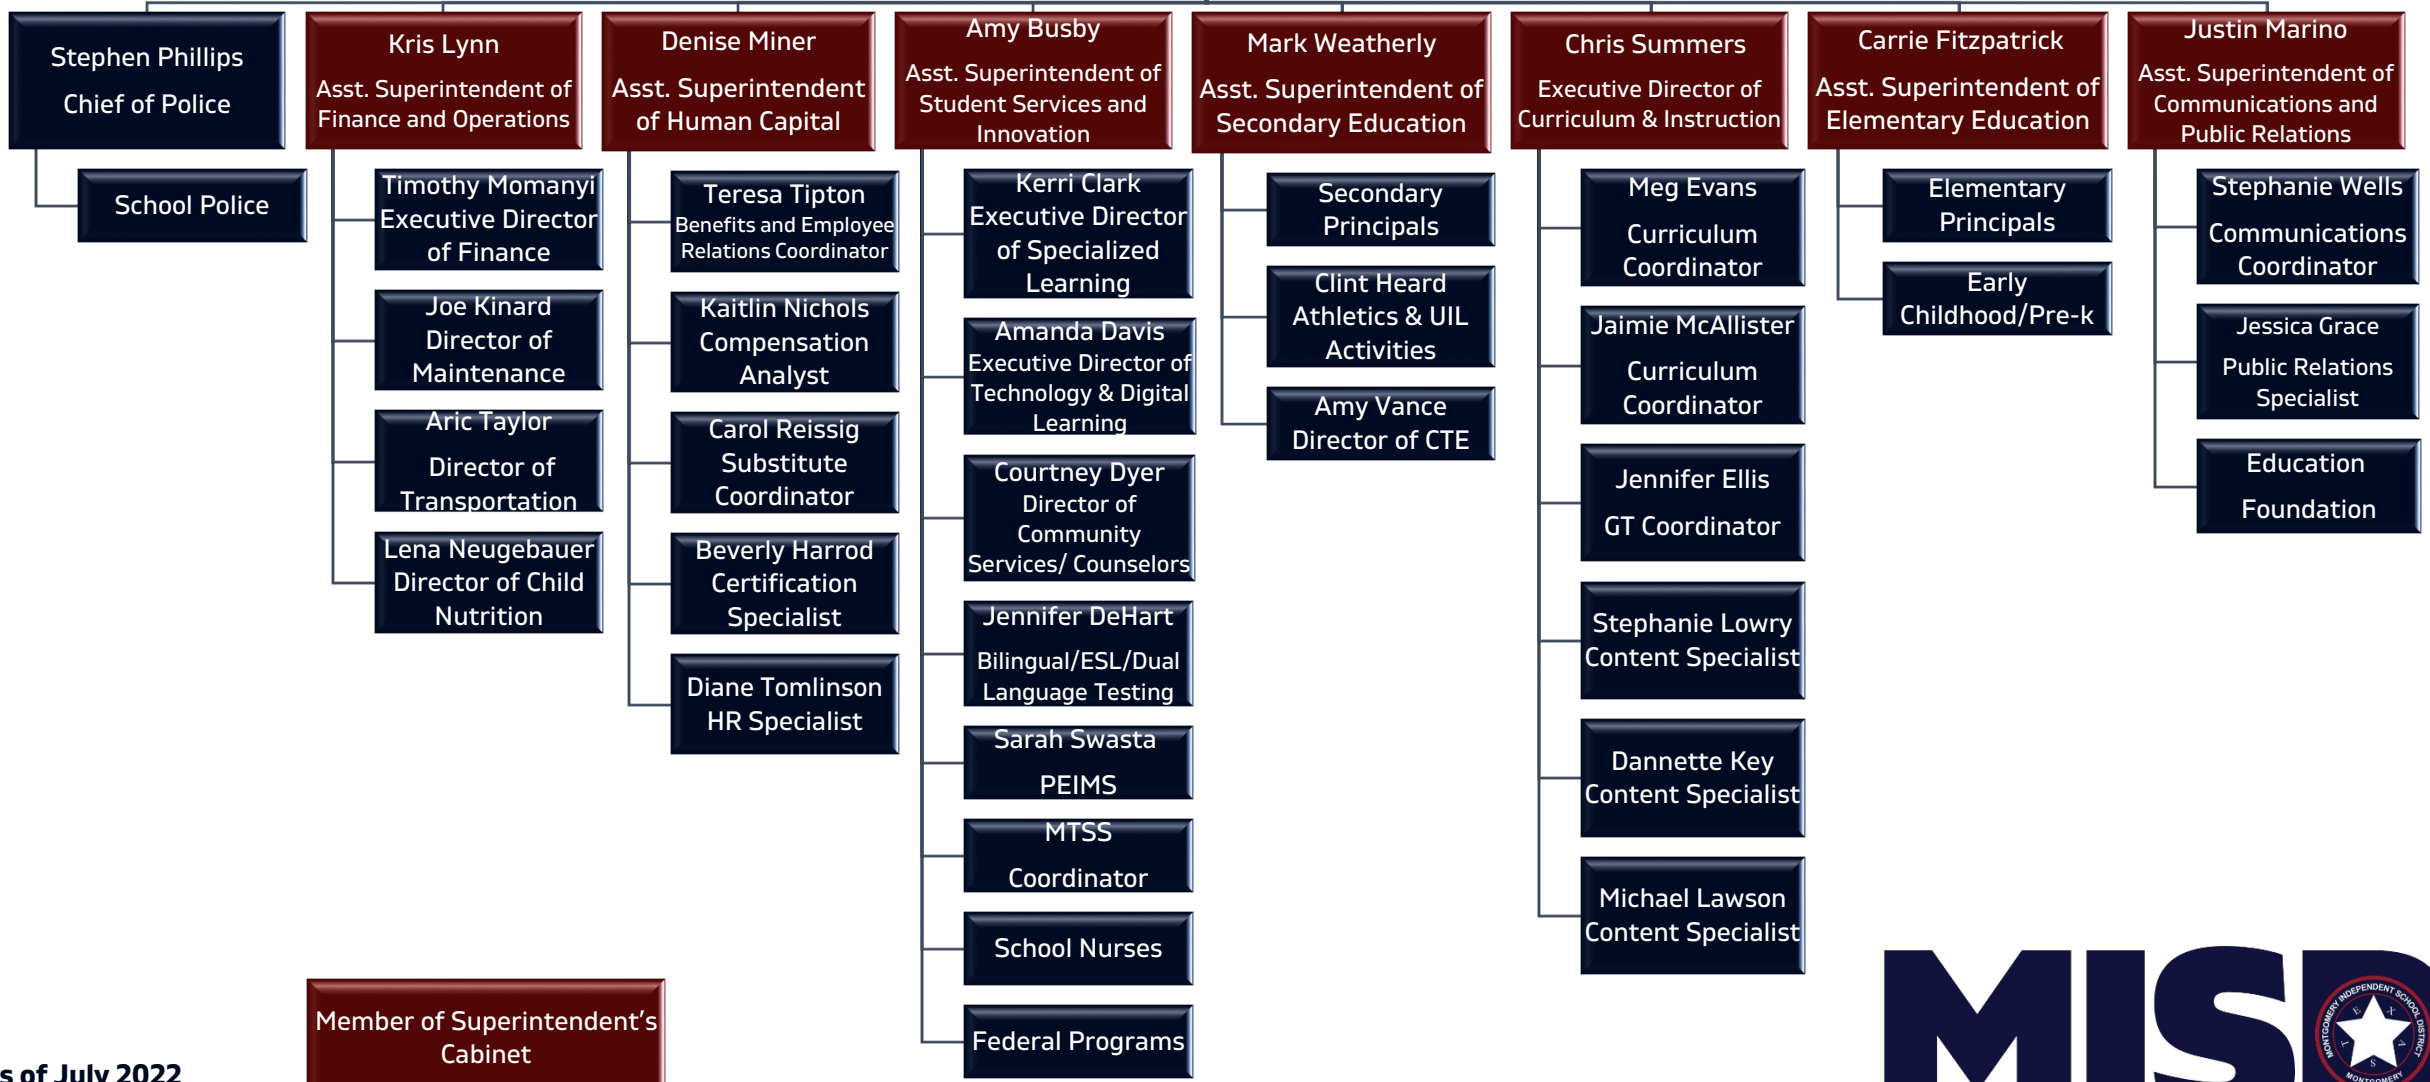 Stephen Phillips
Chief of Police
School Police
Kris Lynn
Asst. Superintendent of
Finance and Operations
Timothy Momanyi
Executive Director
of Finance
Joe Kinard
Director of
Maintenance
Aric Taylor
Director of
Transportation
Lena Neugebauer
Director of Child
Nutrition
Denise Miner
Asst. Superintendent
of Human Capital
Teresa Tipton
Benefits and Employee
Relations Coordinator
Kaitlin Nichols
Compensation
Analyst
Carol Reissig
Substitute
Coordinator
Beverly Harrod
Certification
Specialist
Diane Tomlinson
HR Specialist
Amy Busby
Asst. Superintendent of
Student Services and
Innovation
Kerri Clark
Executive Director
of Specialized
Learning
Amanda Davis
Executive Director of
Technology & Digital
Learning
Courtney Dyer
Director of
Community
Services/ Counselors
Jennifer DeHart
Bilingual/ESL/Dual
Language Testing
Sarah Swasta
PEIMS
MTSS
Coordinator
School Nurses
Federal Programs
Mark Weatherly
Asst. Superintendent of
Secondary Education
Secondary
Principals
Clint Heard
Athletics & UIL
Activities
Amy Vance
Director of CTE
Chris Summers
Executive Director of
Curriculum & Instruction
Meg Evans
Curriculum
Coordinator
Jaimie McAllister
Curriculum
Coordinator
Jennifer Ellis
GT Coordinator
Stephanie Lowry
Content Specialist
Dannette Key
Content Specialist
Michael Lawson
Content Specialist
Carrie Fitzpatrick
Asst. Superintendent of
Elementary Education
Elementary
Principals
Early
Childhood/Pre-k
Justin Marino
Asst. Superintendent of
Communications and
Public Relations
Stephanie Wells
Communications
Coordinator
Jessica Grace
Public Relations
Specialist
Education
Foundation
Member of Superintendent's
Cabinet
s of July 2022
MISD
MONTGOMERY INDEPENDENT SCHOOL DISTRICT
TEXAS
MONTGOMERY